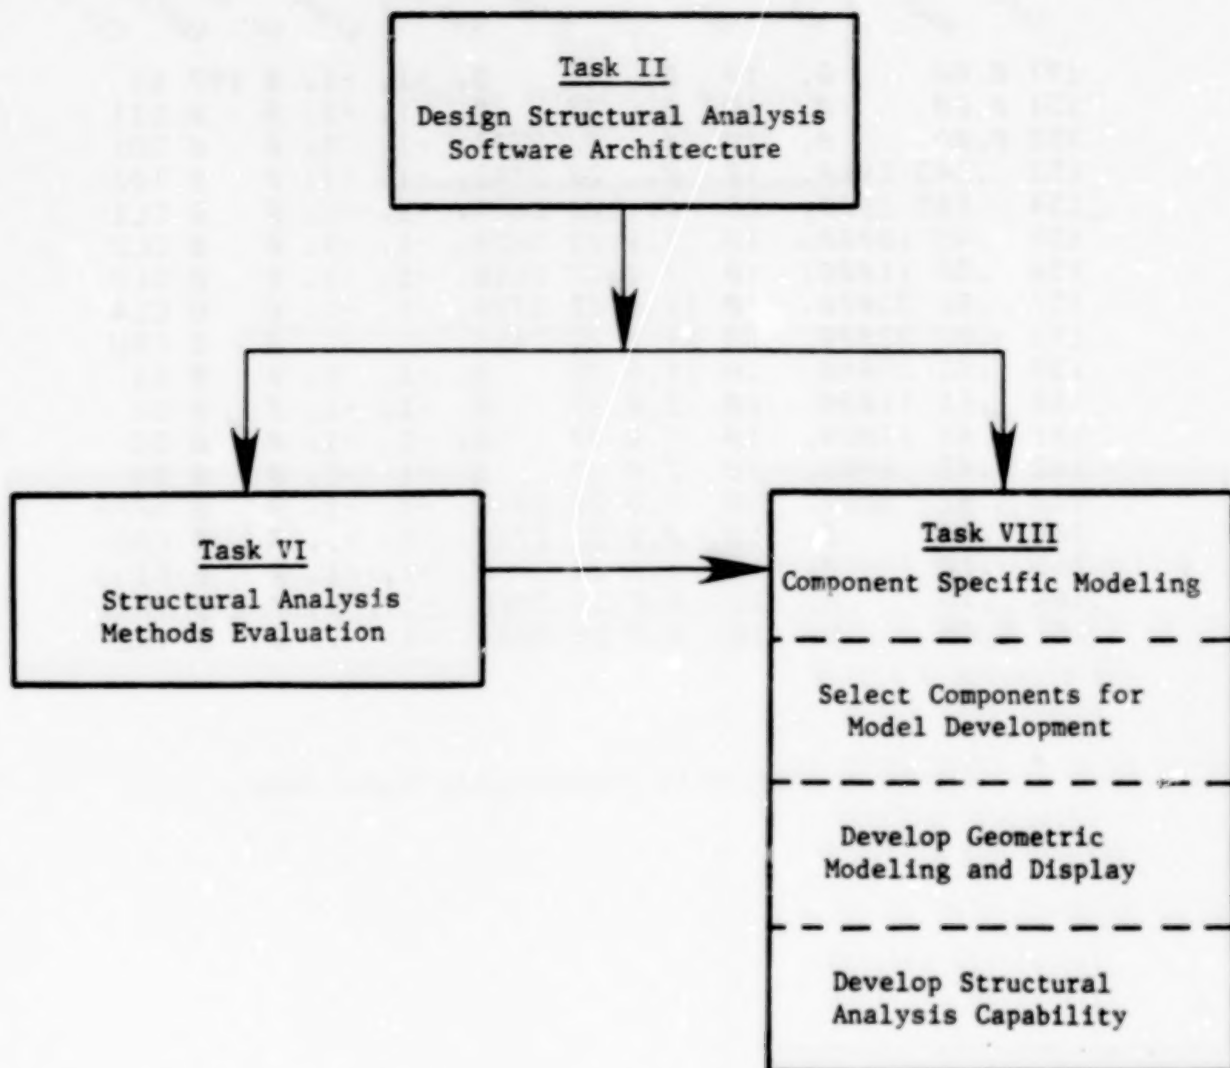 Task II
Design Structural Analysis
Software Architecture
Task VI
Structural Analysis
Methods Evaluation
Task VIII
Component Specific Modeling
Select Components for
Model Development
Develop Geometric
Modeling and Display
Develop Structural
Analysis Capability